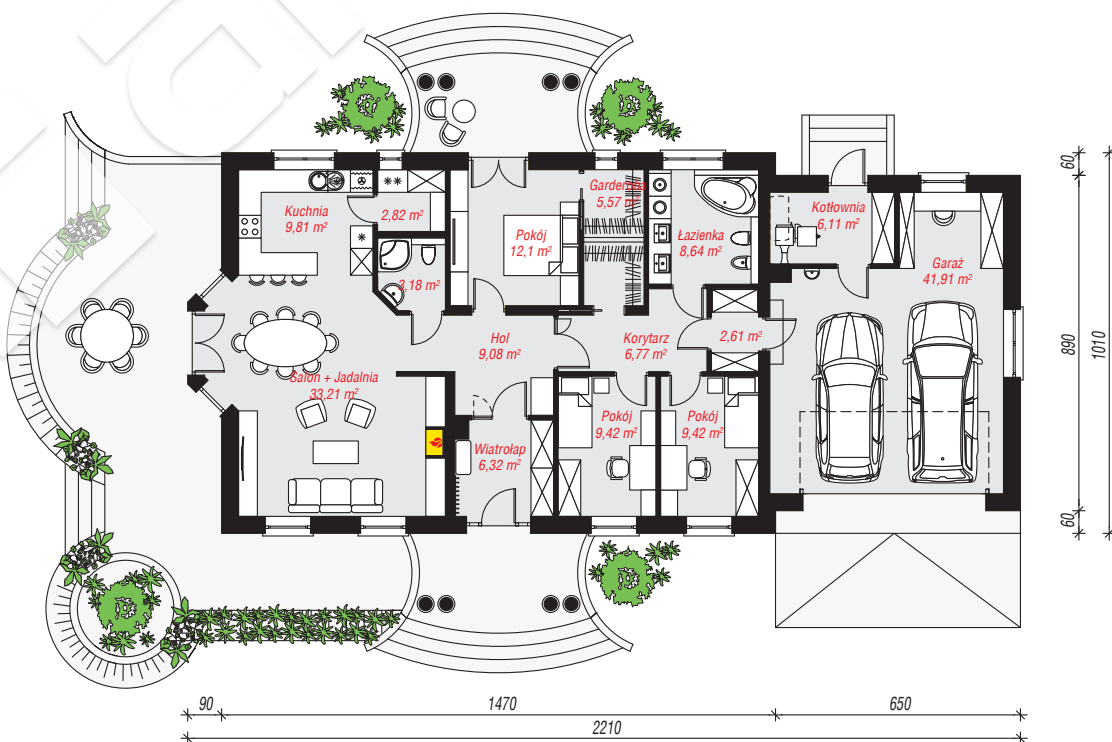 Kuchnia
9,81 m²
2,82 m²
3,18 m²
Pokój
12,1 m²
Garderoba
5,57 m²
Łazienka
8,64 m²
Kotłownia
6,11 m²
Garaż
41,91 m²
Hol
9,08 m²
Korytarz
6,77 m²
2,61 m²
Salon + Jadalnia
33,21 m²
Wiatrołap
6,32 m²
Pokój
9,42 m²
Pokój
9,42 m²
60
890
1010
60
90
1470
650
2210